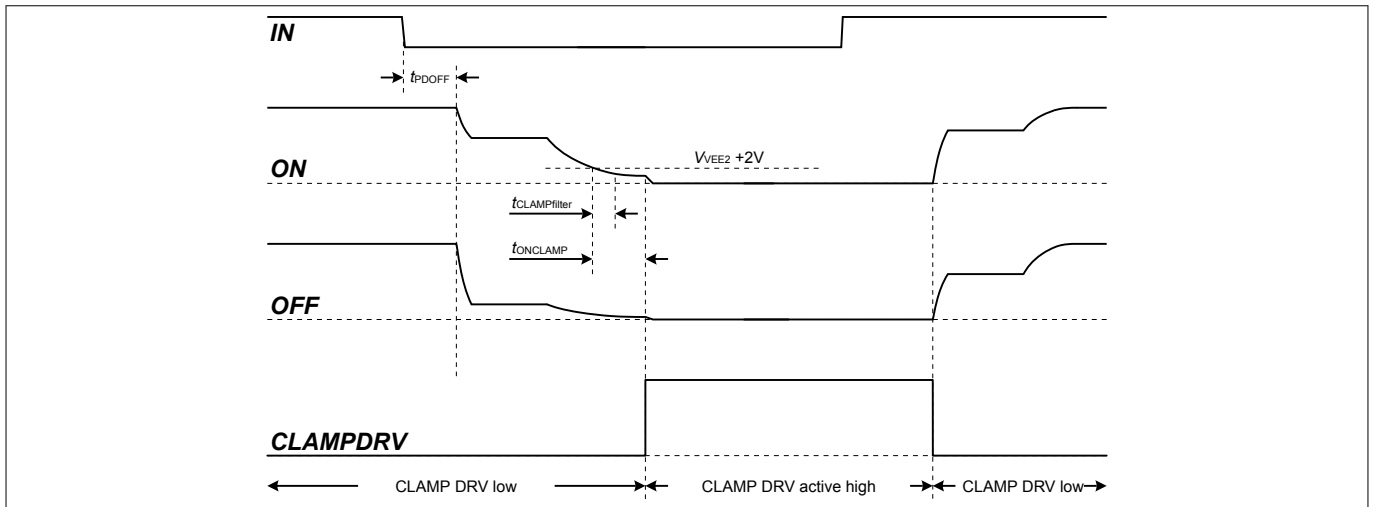 IN
tPDOFF
VVEE2 +2V
ON
tCLAMPfilter
tONCLAMP
OFF
CLAMPDRV
CLAMP DRV low CLAMP DRV active high CLAMP DRV low